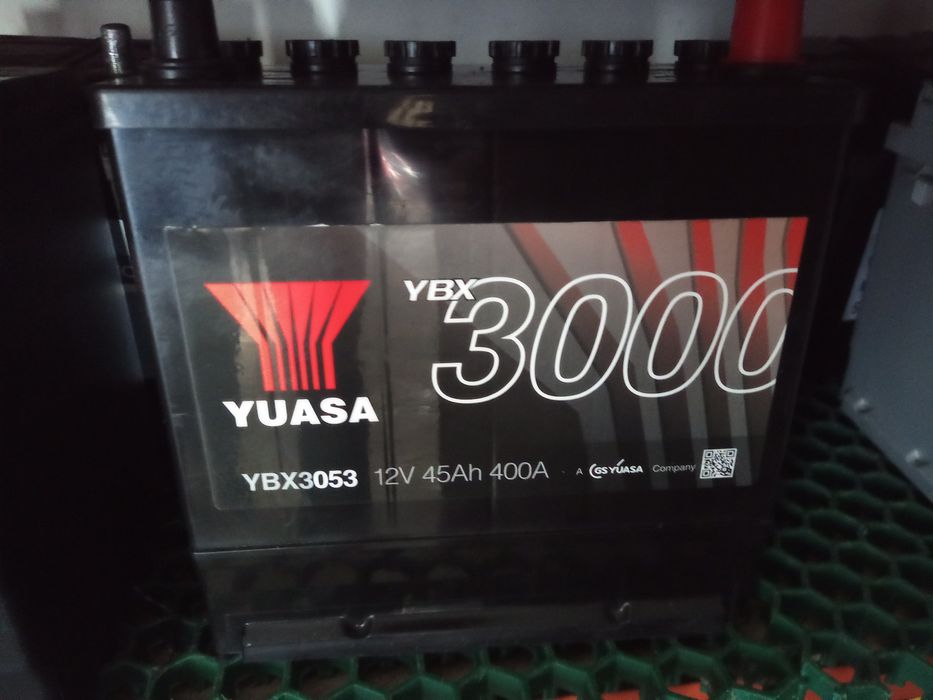 YBX
3000
YUASA
YBX3053 12V 45Ah 400A
A GS YUASA Company